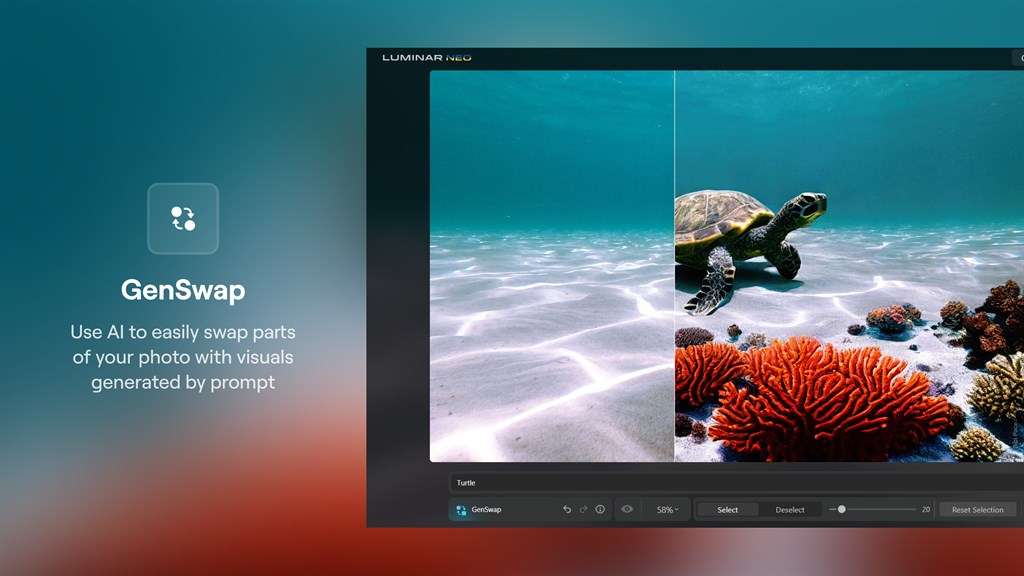 LUMINAR NEO
GenSwap
Use AI to easily swap parts
of your photo with visuals
generated by prompt
Turtle
GenSwap
58%
Select
Deselect
20
Reset Selection